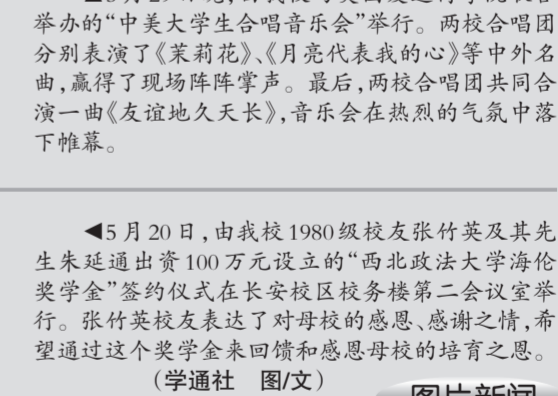 举办的“中美大学生合唱音乐会”举行。两校合唱团
分别表演了《茉莉花》、《月亮代表我的心》等中外名
曲，赢得了现场阵阵掌声。最后，两校合唱团共同合
演一曲《友谊地久天长》，音乐会在热烈的气氛中落
下帷幕。
◀5月20日，由我校1980级校友张竹英及其先
生朱延通出资100万元设立的“西北政法大学海伦
奖学金”签约仪式在长安校区校务楼第二会议室举
行。张竹英校友表达了对母校的感恩、感谢之情，希
望通过这个奖学金来回馈和感恩母校的培育之恩。
（学通社 图/文）
图片新闻